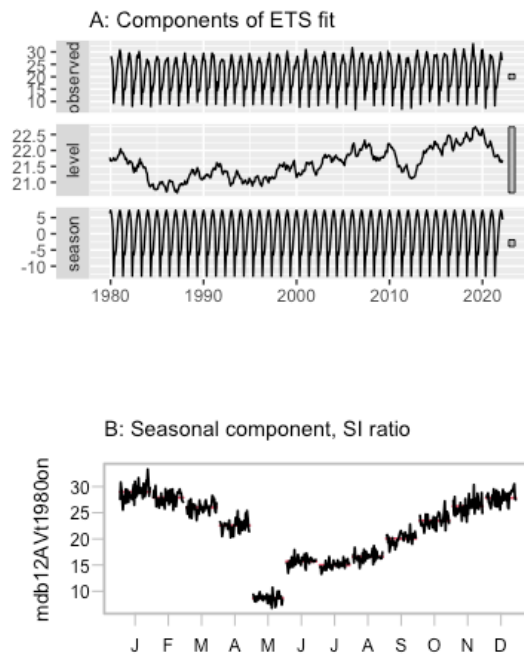 A: Components of ETS fit
30
25
20
15
10
observed
22.5
22.0
21.5
21.0
level
5
0
-5
-10
season
1980 1990 2000 2010 2020
B: Seasonal component, SI ratio
mdb12AVt1980on
30
25
20
15
10
J F M A M J J A S O N D